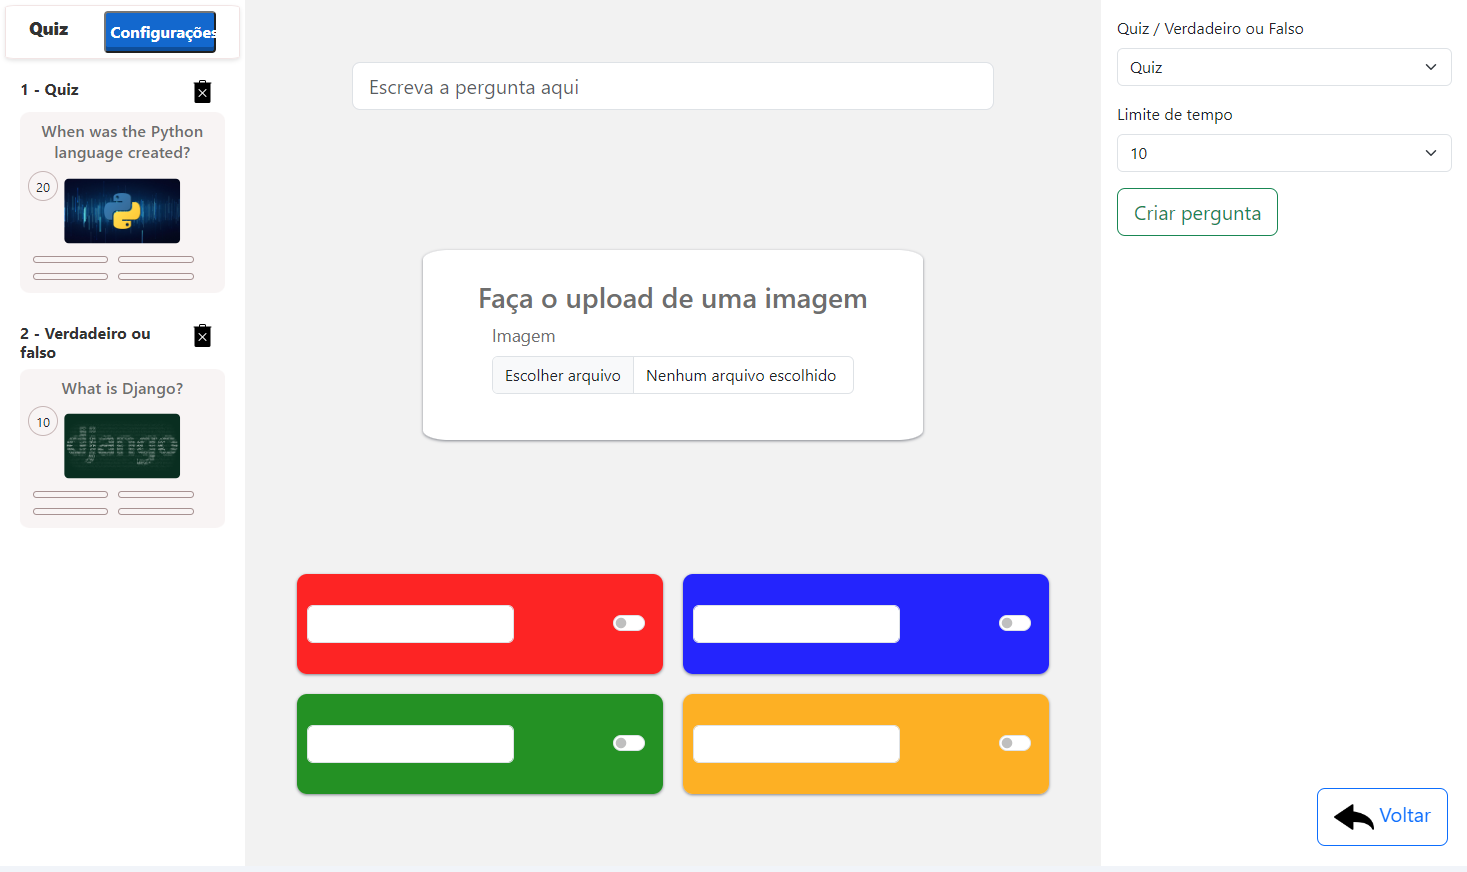 Quiz
Configurações
1 - Quiz
When was the Python
language created?
20
2 - Verdadeiro ou
falso
What is Django?
10
django
Escreva a pergunta aqui
Faça o upload de uma imagem
Imagem
Escolher arquivo
Nenhum arquivo escolhido
Quiz / Verdadeiro ou Falso
Quiz
Limite de tempo
10
Criar pergunta
Voltar